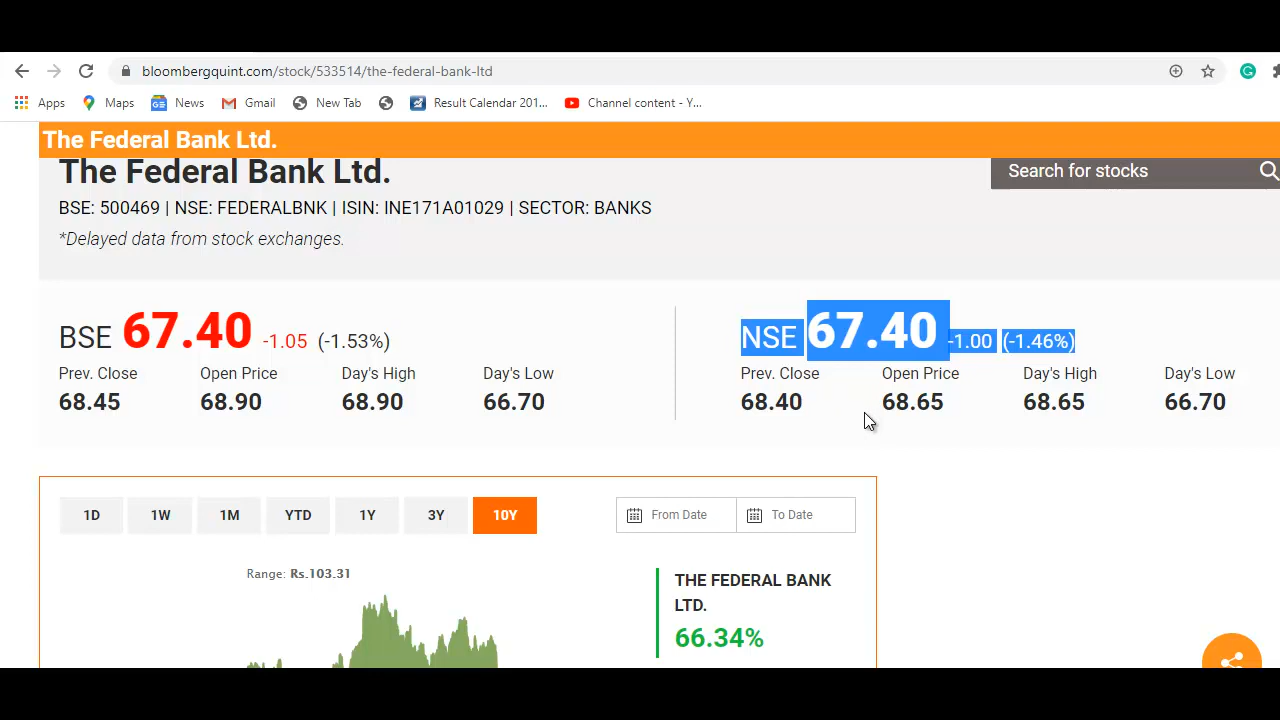 bloombergquint.com/stock/533514/the-federal-bank-ltd
Apps Maps News Gmail New Tab Result Calendar 201... Channel content - Y...
The Federal Bank Ltd.
The Federal Bank Ltd.
Search for stocks
BSE: 500469 | NSE: FEDERALBNK | ISIN: INE171A01029 | SECTOR: BANKS
*Delayed data from stock exchanges.
BSE 67.40 -1.05 (-1.53%)
Prev. Close Open Price Day's High Day's Low
68.45 68.90 68.90 66.70
NSE 67.40 -1.00 (-1.46%)
Prev. Close Open Price Day's High Day's Low
68.40 68.65 68.65 66.70
1D 1W 1M YTD 1Y 3Y 10Y
From Date To Date
Range: Rs.103.31
THE FEDERAL BANK
LTD.
66.34%